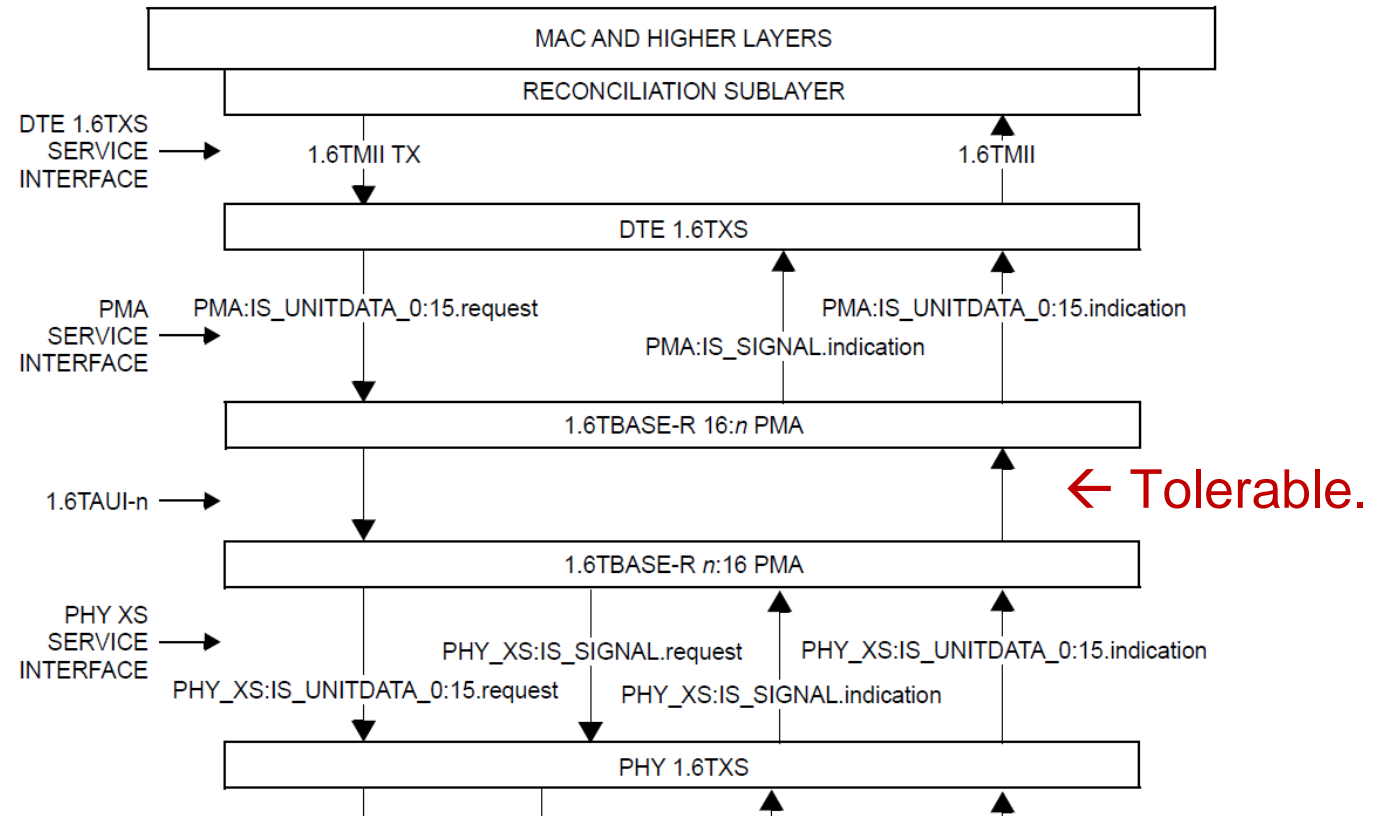 MAC AND HIGHER LAYERS
RECONCILIATION SUBLAYER
DTE 1.6TXS
SERVICE
INTERFACE
1.6TMII TX
1.6TMII
DTE 1.6TXS
PMA
SERVICE
INTERFACE
PMA:IS_UNITDATA_0:15.request
PMA:IS_UNITDATA_0:15.indication
PMA:IS_SIGNAL.indication
1.6TBASE-R 16:n PMA
1.6TAUI-n
← Tolerable.
1.6TBASE-R n:16 PMA
PHY XS
SERVICE
INTERFACE
PHY_XS:IS_SIGNAL.request
PHY_XS:IS_UNITDATA_0:15.indication
PHY_XS:IS_UNITDATA_0:15.request
PHY_XS:IS_SIGNAL.indication
PHY 1.6TXS